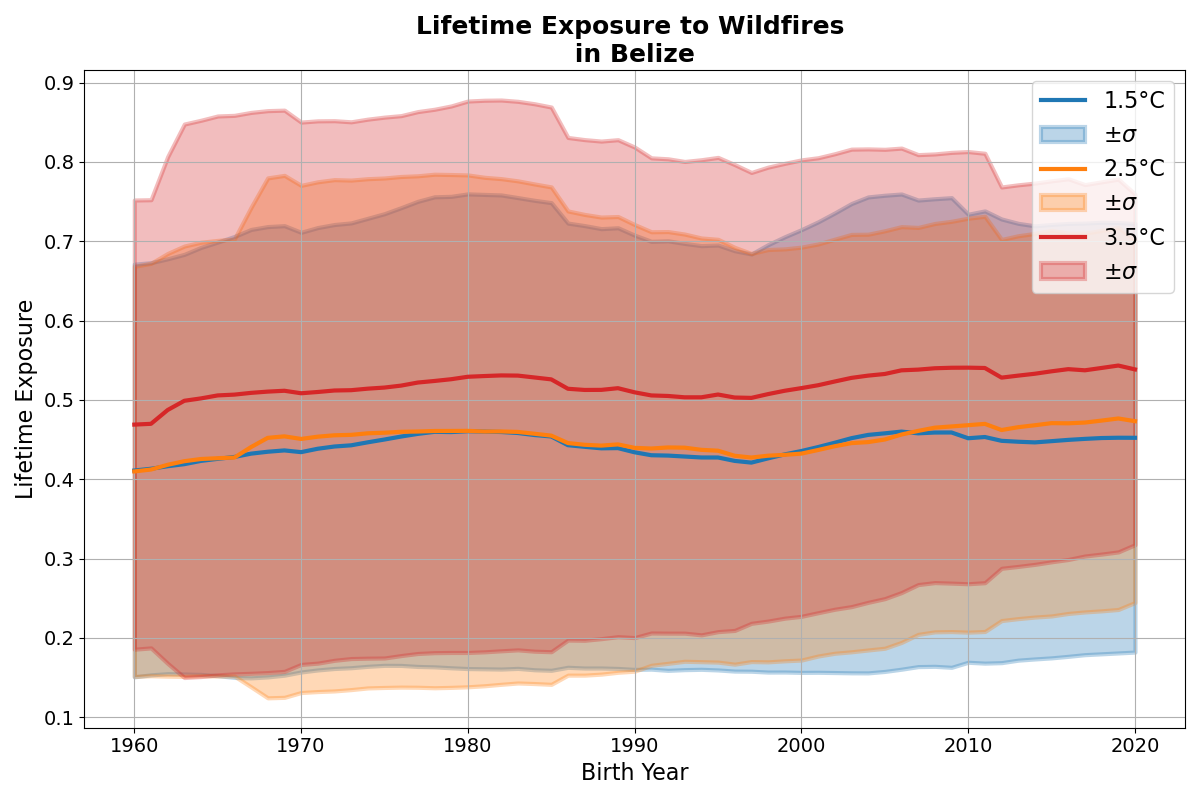 Lifetime Exposure to Wildfires
in Belize
Lifetime Exposure
0.9
0.8
0.7
0.6
0.5
0.4
0.3
0.2
0.1
1.5°C
±σ
2.5°C
±σ
3.5°C
±σ
1960
1970
1980
1990
2000
2010
2020
Birth Year